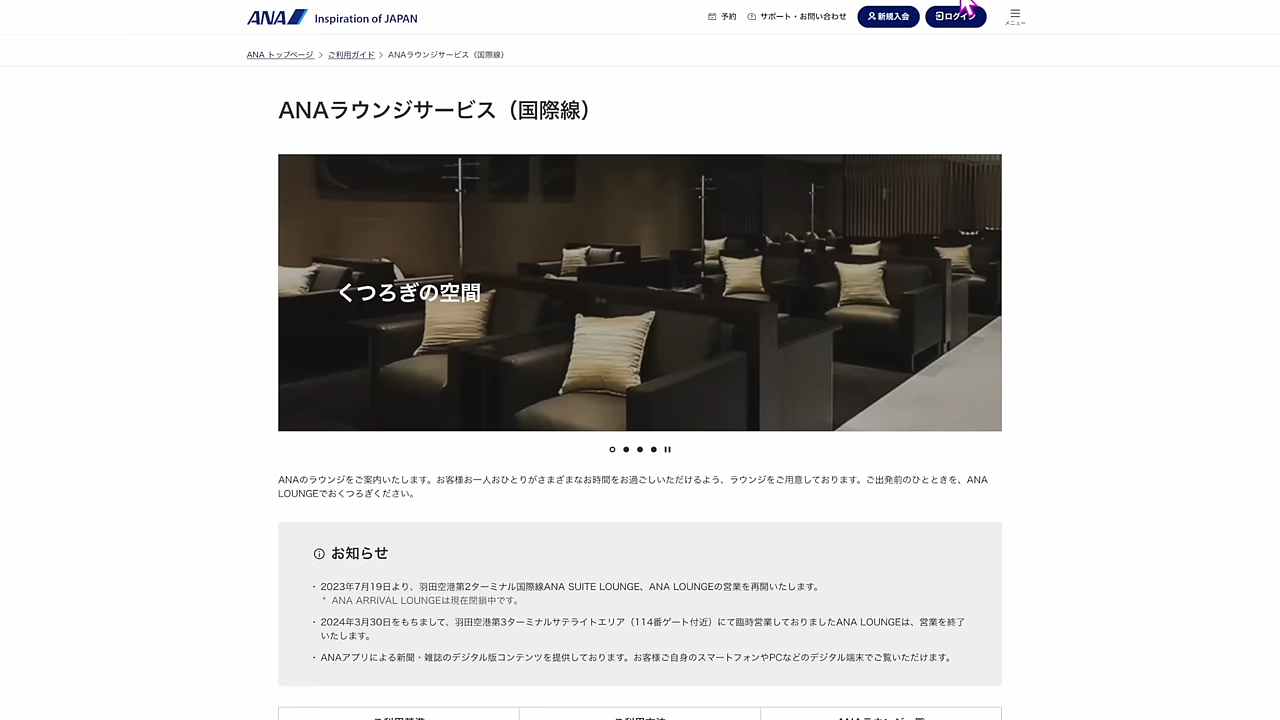 ANA Inspiration of JAPAN
予約 サポート・お問い合わせ 新規入会 ログイン メニュー
ANA トップページ > ご利用ガイド > ANAラウンジサービス（国際線）
ANAラウンジサービス（国際線）
くつろぎの空間
ANAのラウンジをご案内いたします。お客様お一人おひとりがさまざまなお時間をお過ごしいただけるよう、ラウンジをご用意しております。ご出発前のひとときを、ANA
LOUNGEでおくつろぎください。
お知らせ
・2023年7月19日より、羽田空港第2ターミナル国際線ANA SUITE LOUNGE、ANA LOUNGEの営業を再開いたします。
* ANA ARRIVAL LOUNGEは現在閉鎖中です。
・2024年3月30日をもちまして、羽田空港第3ターミナルサテライトエリア（114番ゲート付近）にて臨時営業しておりましたANA LOUNGEは、営業を終了
いたします。
・ANAアプリによる新聞・雑誌のデジタル版コンテンツを提供しております。お客様ご自身のスマートフォンやPCなどのデジタル端末でご覧いただけます。